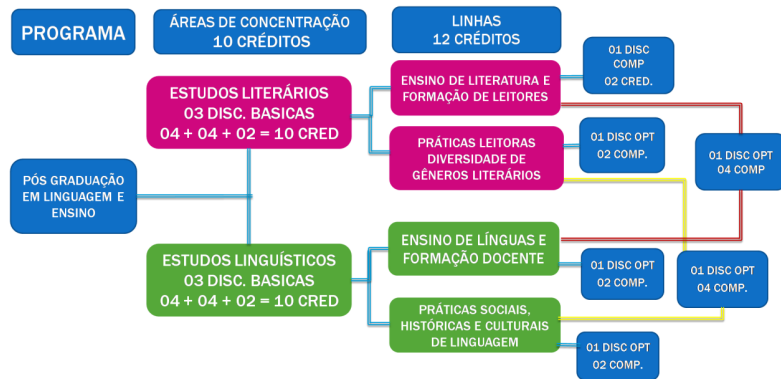 PROGRAMA
ÁREAS DE CONCENTRAÇÃO
10 CRÉDITOS
LINHAS
12 CRÉDITOS
PÓS GRADUAÇÃO
EM LINGUAGEM E
ENSINO
ESTUDOS LITERÁRIOS
03 DISC. BASICAS
04 + 04 + 02 = 10 CRED
ESTUDOS LINGUÍSTICOS
03 DISC. BASICAS
04 + 04 + 02 = 10 CRED
ENSINO DE LITERATURA E
FORMAÇÃO DE LEITORES
PRÁTICAS LEITORAS
DIVERSIDADE DE
GÊNEROS LITERÁRIOS
ENSINO DE LÍNGUAS E
FORMAÇÃO DOCENTE
PRÁTICAS SOCIAIS,
HISTÓRICAS E CULTURAIS
DE LINGUAGEM
01 DISC
COMP
02 CRED.
01 DISC OPT
02 COMP.
01 DISC OPT
04 COMP
01 DISC OPT
02 COMP.
01 DISC OPT
04 COMP.
01 DISC OPT
02 COMP.